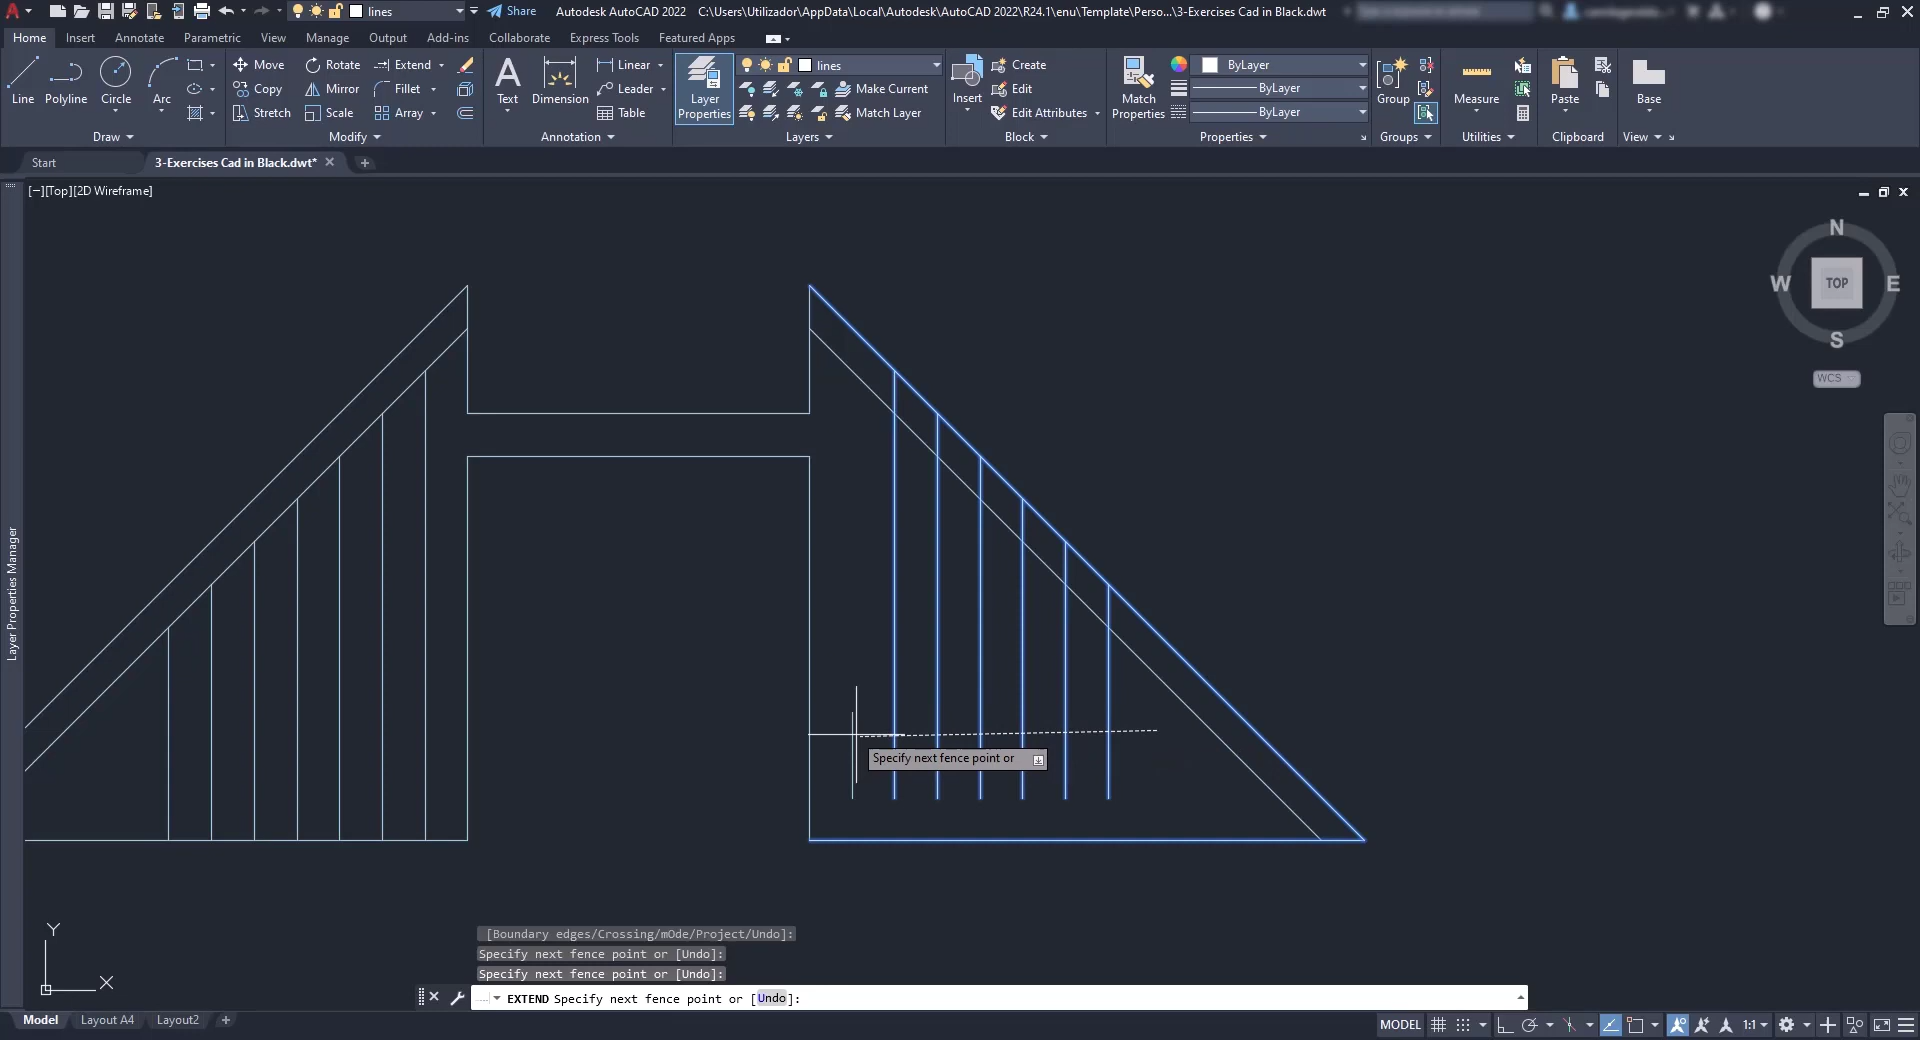 lines Share Autodesk AutoCAD 2022 C:\Users\Utilizador\AppData\Local\Autodesk\AutoCAD 2022\R24.1\enu\Template\Perso...\3-Exercises Cad in Black.dwt
Home Insert Annotate Parametric View Manage Output Add-ins Collaborate Express Tools Featured Apps
Line Polyline Circle Arc
Draw
Move Rotate Extend
Copy Mirror Fillet
Stretch Scale Array
Modify
Text Dimension
Linear
Leader
Table
Annotation
Layer Properties
lines
Make Current
Match Layer
Layers
Insert
Create
Edit
Edit Attributes
Block
Match Properties
ByLayer
ByLayer
ByLayer
Properties
Group
Groups
Measure
Utilities
Paste
Clipboard
Base
View
Start 3-Exercises Cad in Black.dwt*
[−][Top][2D Wireframe]
N
W TOP E
S
WCS
Layer Properties Manager
Specify next fence point or
Y
X
[Boundary edges/Crossing/mOde/Project/Undo]:
Specify next fence point or [Undo]:
Specify next fence point or [Undo]:
EXTEND Specify next fence point or [Undo]:
Model Layout A4 Layout2
MODEL 1:1